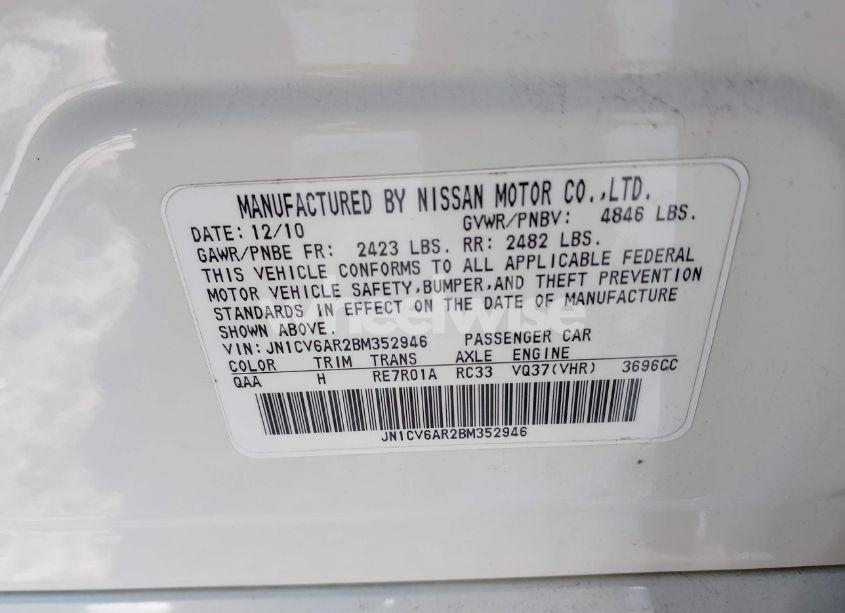 MANUFACTURED BY NISSAN MOTOR CO.,LTD.
DATE: 12/10 GVWR/PNBV: 4846 LBS.
GAWR/PNBE FR: 2423 LBS. RR: 2482 LBS.
THIS VEHICLE CONFORMS TO ALL APPLICABLE FEDERAL
MOTOR VEHICLE SAFETY,BUMPER,AND THEFT PREVENTION
STANDARDS IN EFFECT ON THE DATE OF MANUFACTURE
SHOWN ABOVE.
VIN:JN1CV6AR2BM352946 PASSENGER CAR
COLOR TRIM TRANS AXLE ENGINE
QAA H RE7R01A RC33 VQ37(VHR) 3696CC
JN1CV6AR2BM352946
wheelwise